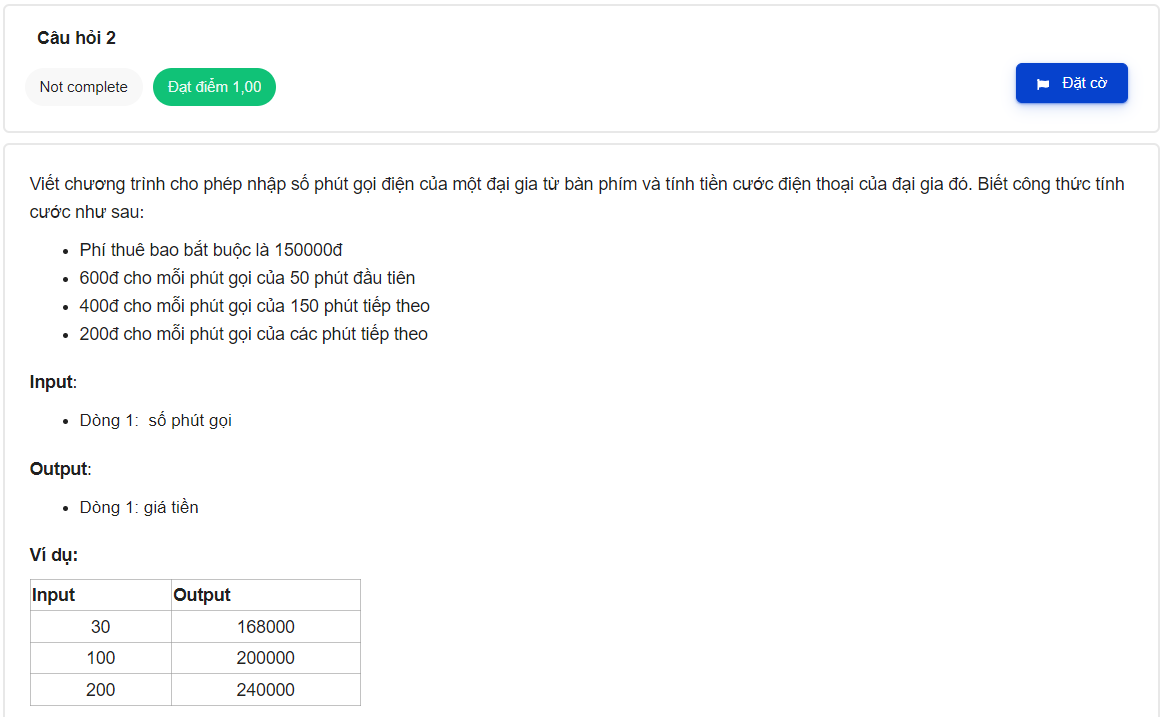 Câu hỏi 2
Not complete
Đạt điểm 1,00
Đặt cờ
Viết chương trình cho phép nhập số phút gọi điện của một đại gia từ bàn phím và tính tiền cước điện thoại của đại gia đó. Biết công thức tính
cước như sau:
• Phí thuê bao bắt buộc là 150000đ
• 600đ cho mỗi phút gọi của 50 phút đầu tiên
• 400đ cho mỗi phút gọi của 150 phút tiếp theo
• 200đ cho mỗi phút gọi của các phút tiếp theo
Input:
• Dòng 1: số phút gọi
Output:
• Dòng 1: giá tiền
Ví dụ:
Input Output
30 168000
100 200000
200 240000